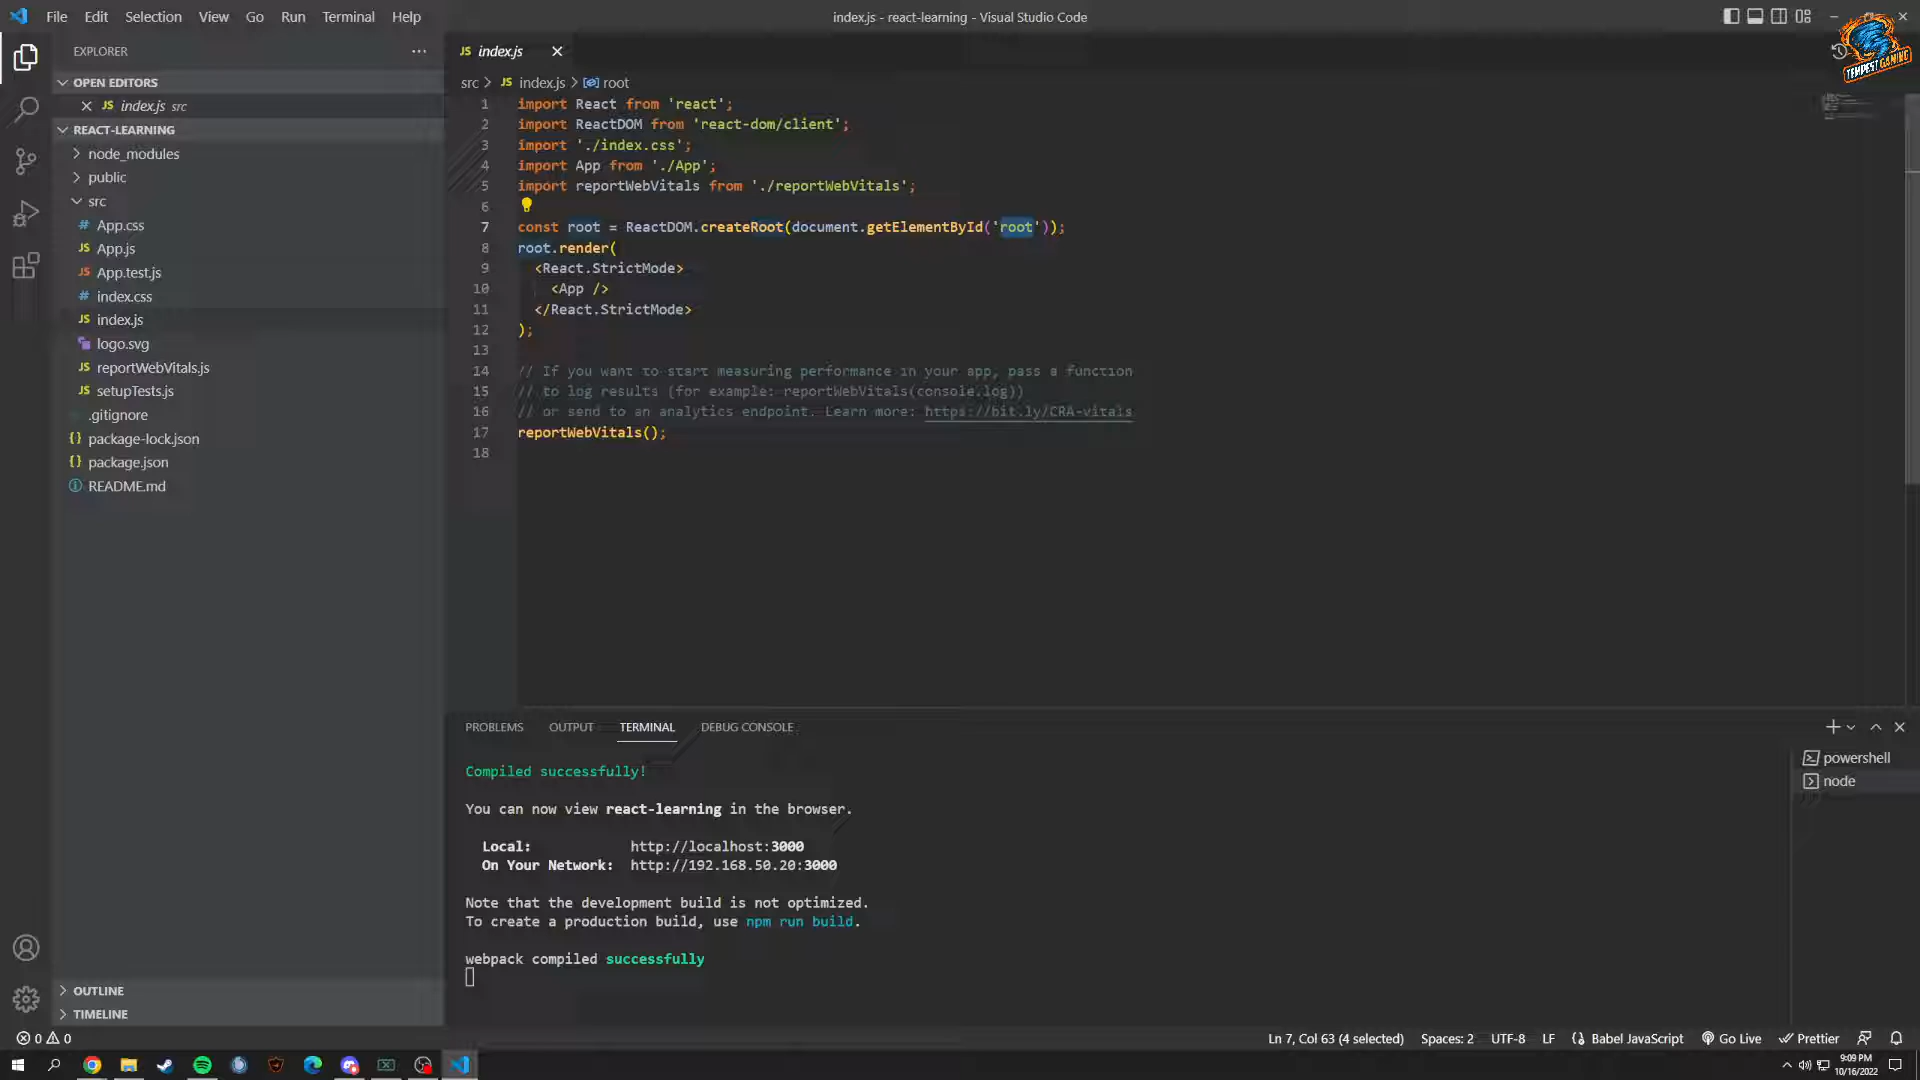 File Edit Selection View Go Run Terminal Help
index.js - react-learning - Visual Studio Code
TEMPEST GAMING
EXPLORER
OPEN EDITORS
JS index.js src
REACT-LEARNING
node_modules
public
src
# App.css
JS App.js
JS App.test.js
# index.css
JS index.js
logo.svg
JS reportWebVitals.js
JS setupTests.js
.gitignore
{} package-lock.json
{} package.json
README.md
OUTLINE
TIMELINE
JS index.js
src > JS index.js > root
1 import React from 'react';
2 import ReactDOM from 'react-dom/client';
3 import './index.css';
4 import App from './App';
5 import reportWebVitals from './reportWebVitals';
6
7 const root = ReactDOM.createRoot(document.getElementById('root'));
8 root.render(
9 <React.StrictMode>
10 <App />
11 </React.StrictMode>
12 );
13
14 // If you want to start measuring performance in your app, pass a function
15 // to log results (for example: reportWebVitals(console.log))
16 // or send to an analytics endpoint. Learn more: https://bit.ly/CRA-vitals
17 reportWebVitals();
18
PROBLEMS OUTPUT TERMINAL DEBUG CONSOLE
Compiled successfully!
You can now view react-learning in the browser.
Local: http://localhost:3000
On Your Network: http://192.168.50.20:3000
Note that the development build is not optimized.
To create a production build, use npm run build.
webpack compiled successfully
powershell
node
0 0
Ln 7, Col 63 (4 selected) Spaces: 2 UTF-8 LF {} Babel JavaScript Go Live Prettier
9:09 PM
10/16/2022